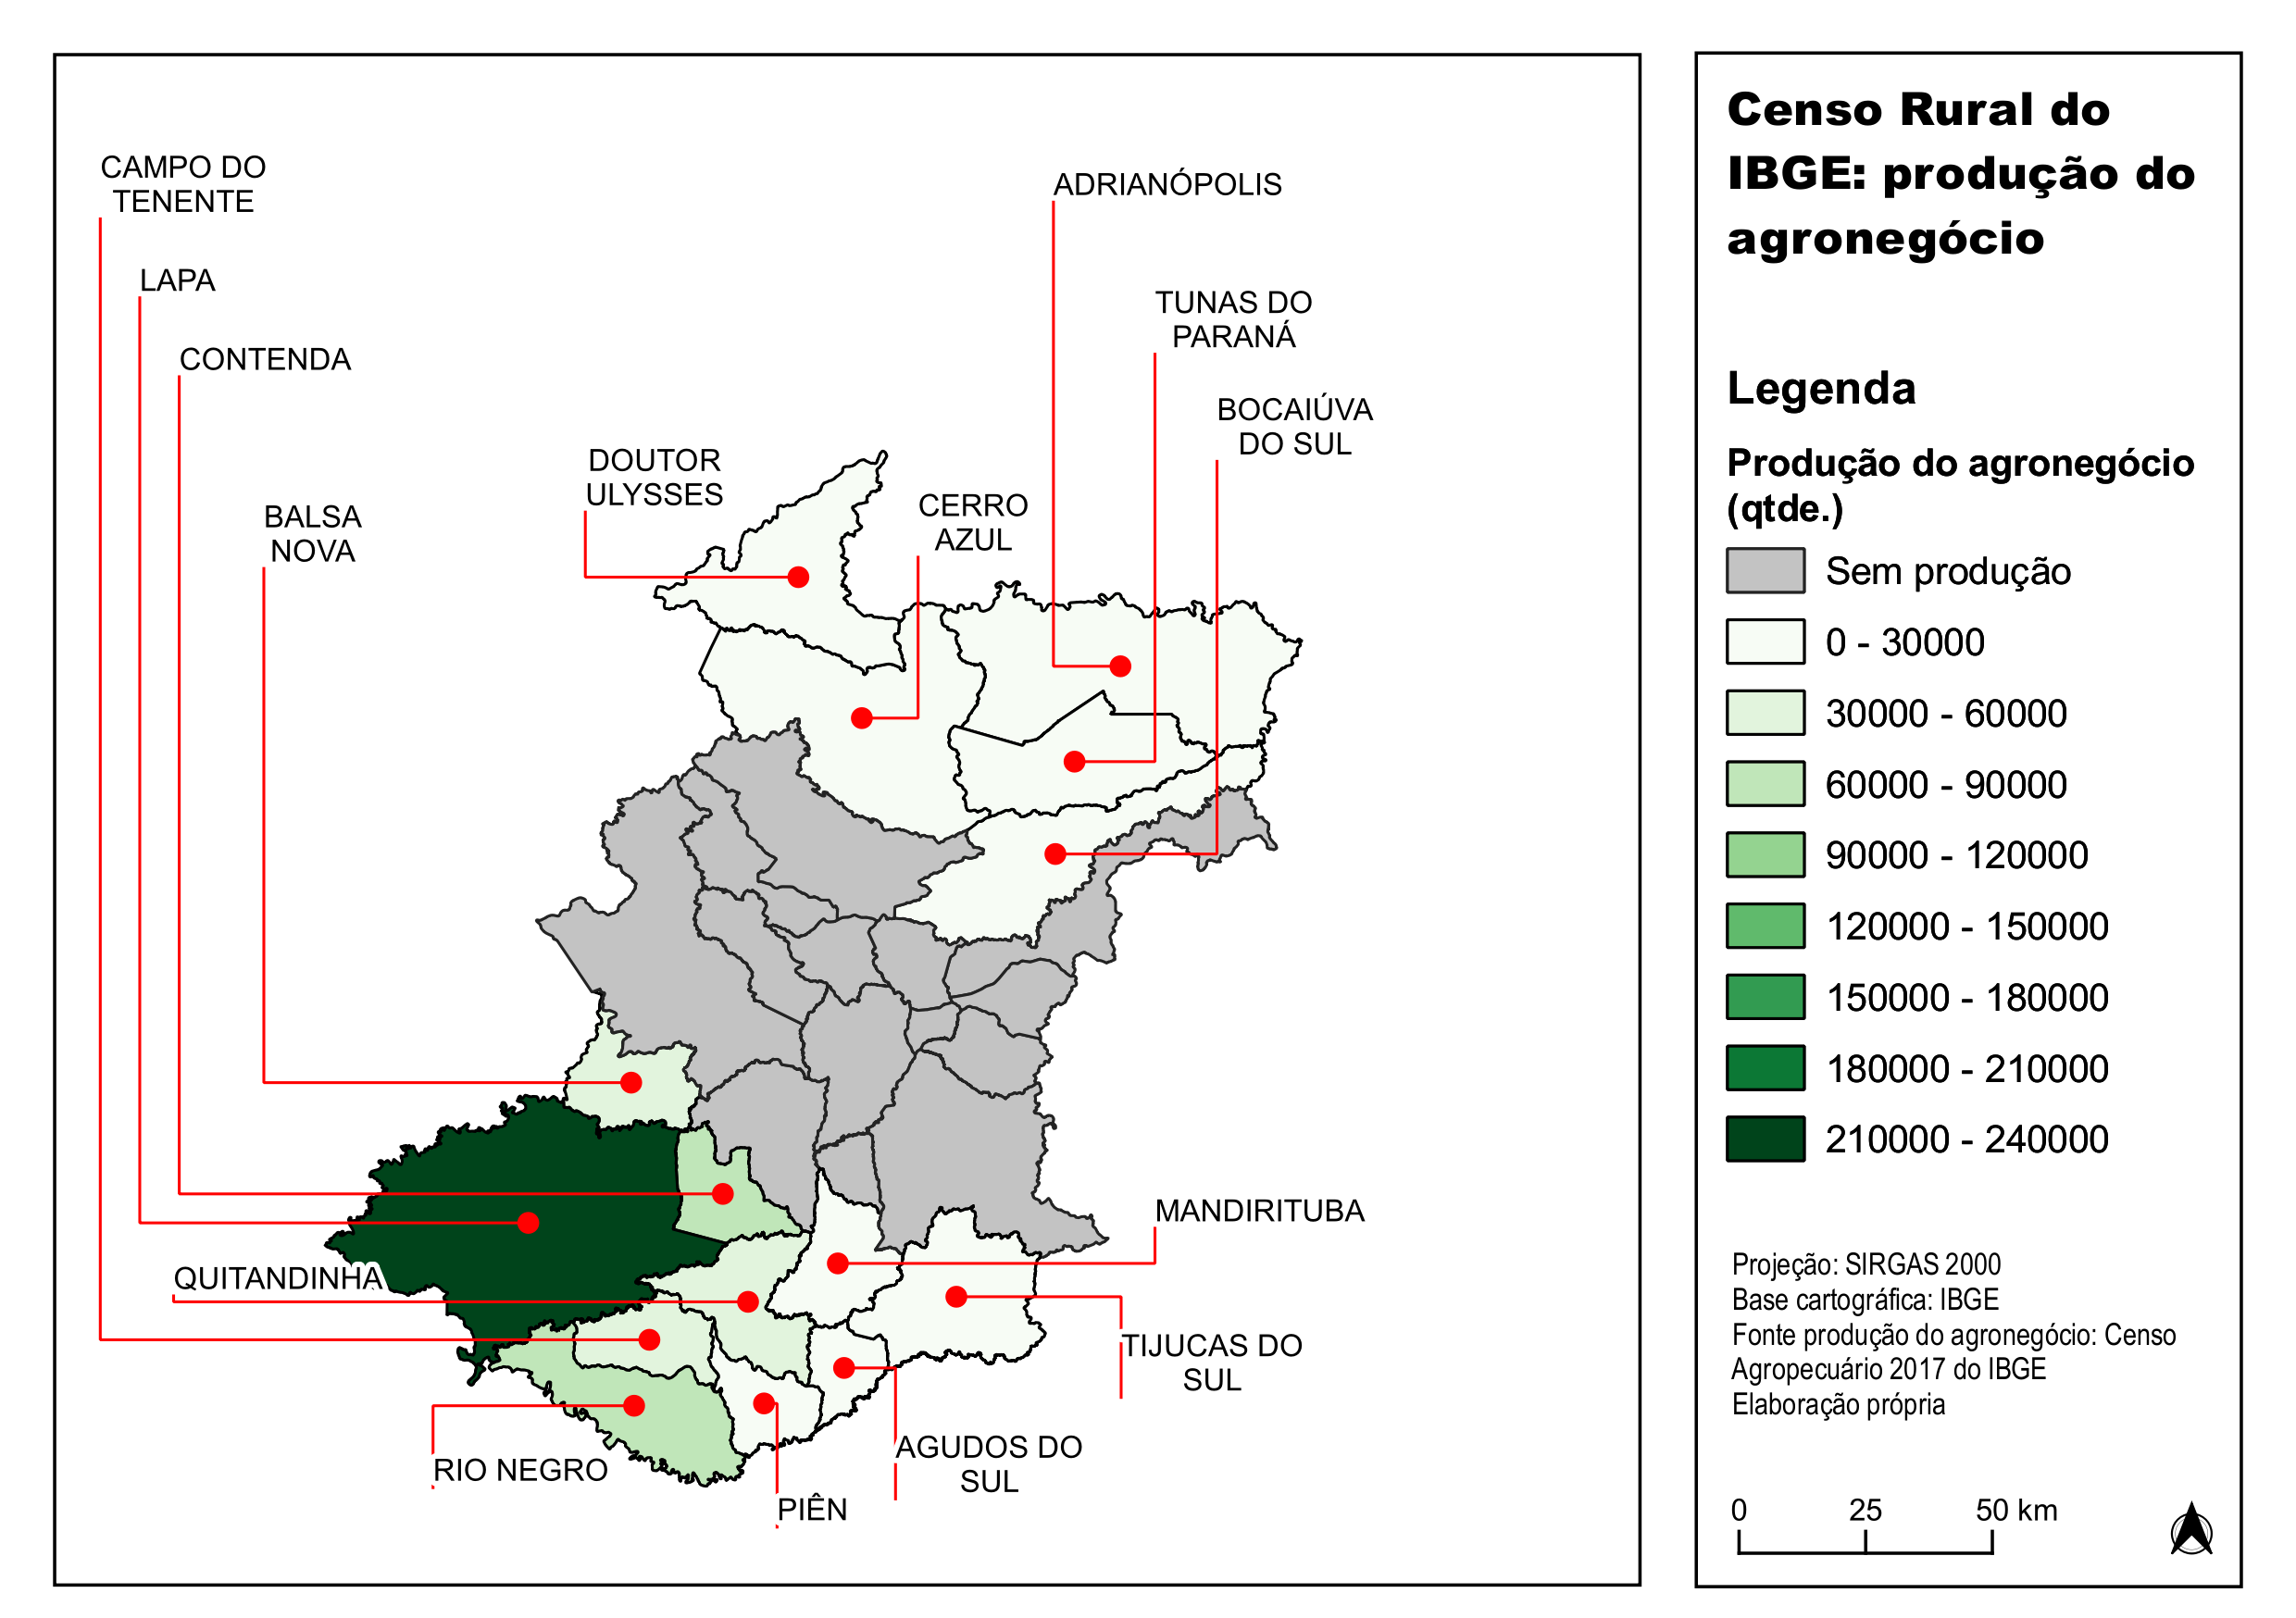 CAMPO DO
TENENTE
LAPA
CONTENDA
BALSA
NOVA
DOUTOR
ULYSSES
CERRO
AZUL
ADRIANÓPOLIS
TUNAS DO
PARANÁ
BOCAIÚVA
DO SUL
QUITANDINHA
MANDIRITUBA
TIJUCAS DO
SUL
AGUDOS DO
SUL
RIO NEGRO
PIÊN
Censo Rural do
IBGE: produção do
agronegócio
Legenda
Produção do agronegócio
(qtde.)
Sem produção
0 - 30000
30000 - 60000
60000 - 90000
90000 - 120000
120000 - 150000
150000 - 180000
180000 - 210000
210000 - 240000
Projeção: SIRGAS 2000
Base cartográfica: IBGE
Fonte produção do agronegócio: Censo
Agropecuário 2017 do IBGE
Elaboração própria
0 25 50 km